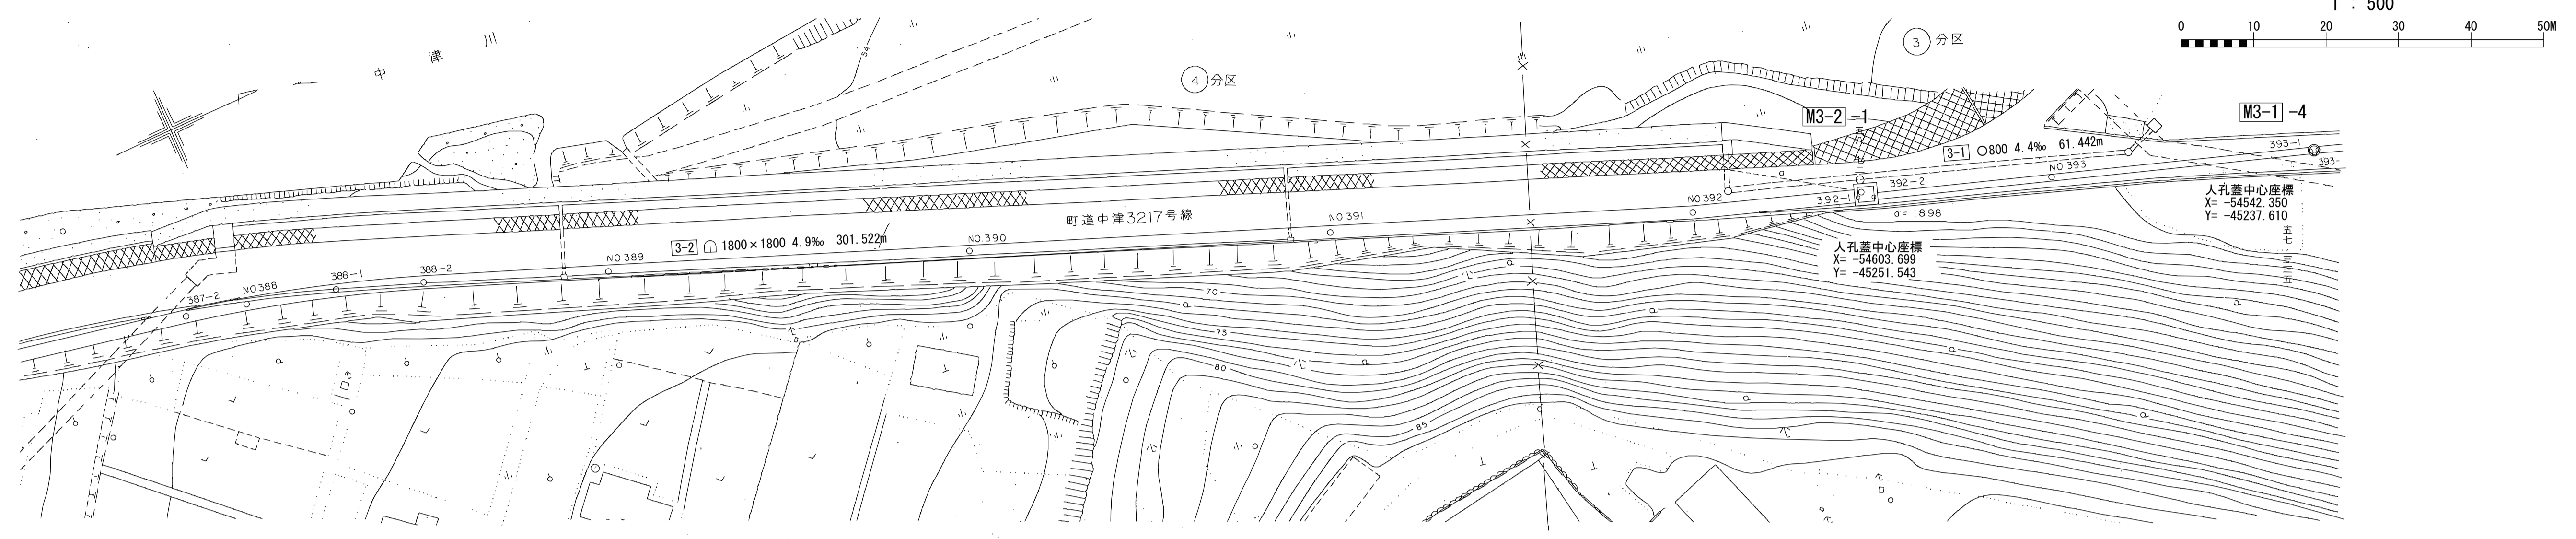 1 : 500
0 10 20 30 40 50M
中津川
54
④分区
③分区
M3-2 -1
M3-1 -4
3-1 ○800 4.4‰ 61.442m
393-1
393-
NO 393
392-2
392-1
NO 392
a=1898
人孔蓋中心座標
X= -54542.350
Y= -45237.610
人孔蓋中心座標
X= -54603.699
Y= -45251.543
町道中津3217号線
NO 391
NO.390
3-2 1800×1800 4.9‰ 301.522m
NO 389
388-2
388-1
NO.388
387-2
70
75
80
85